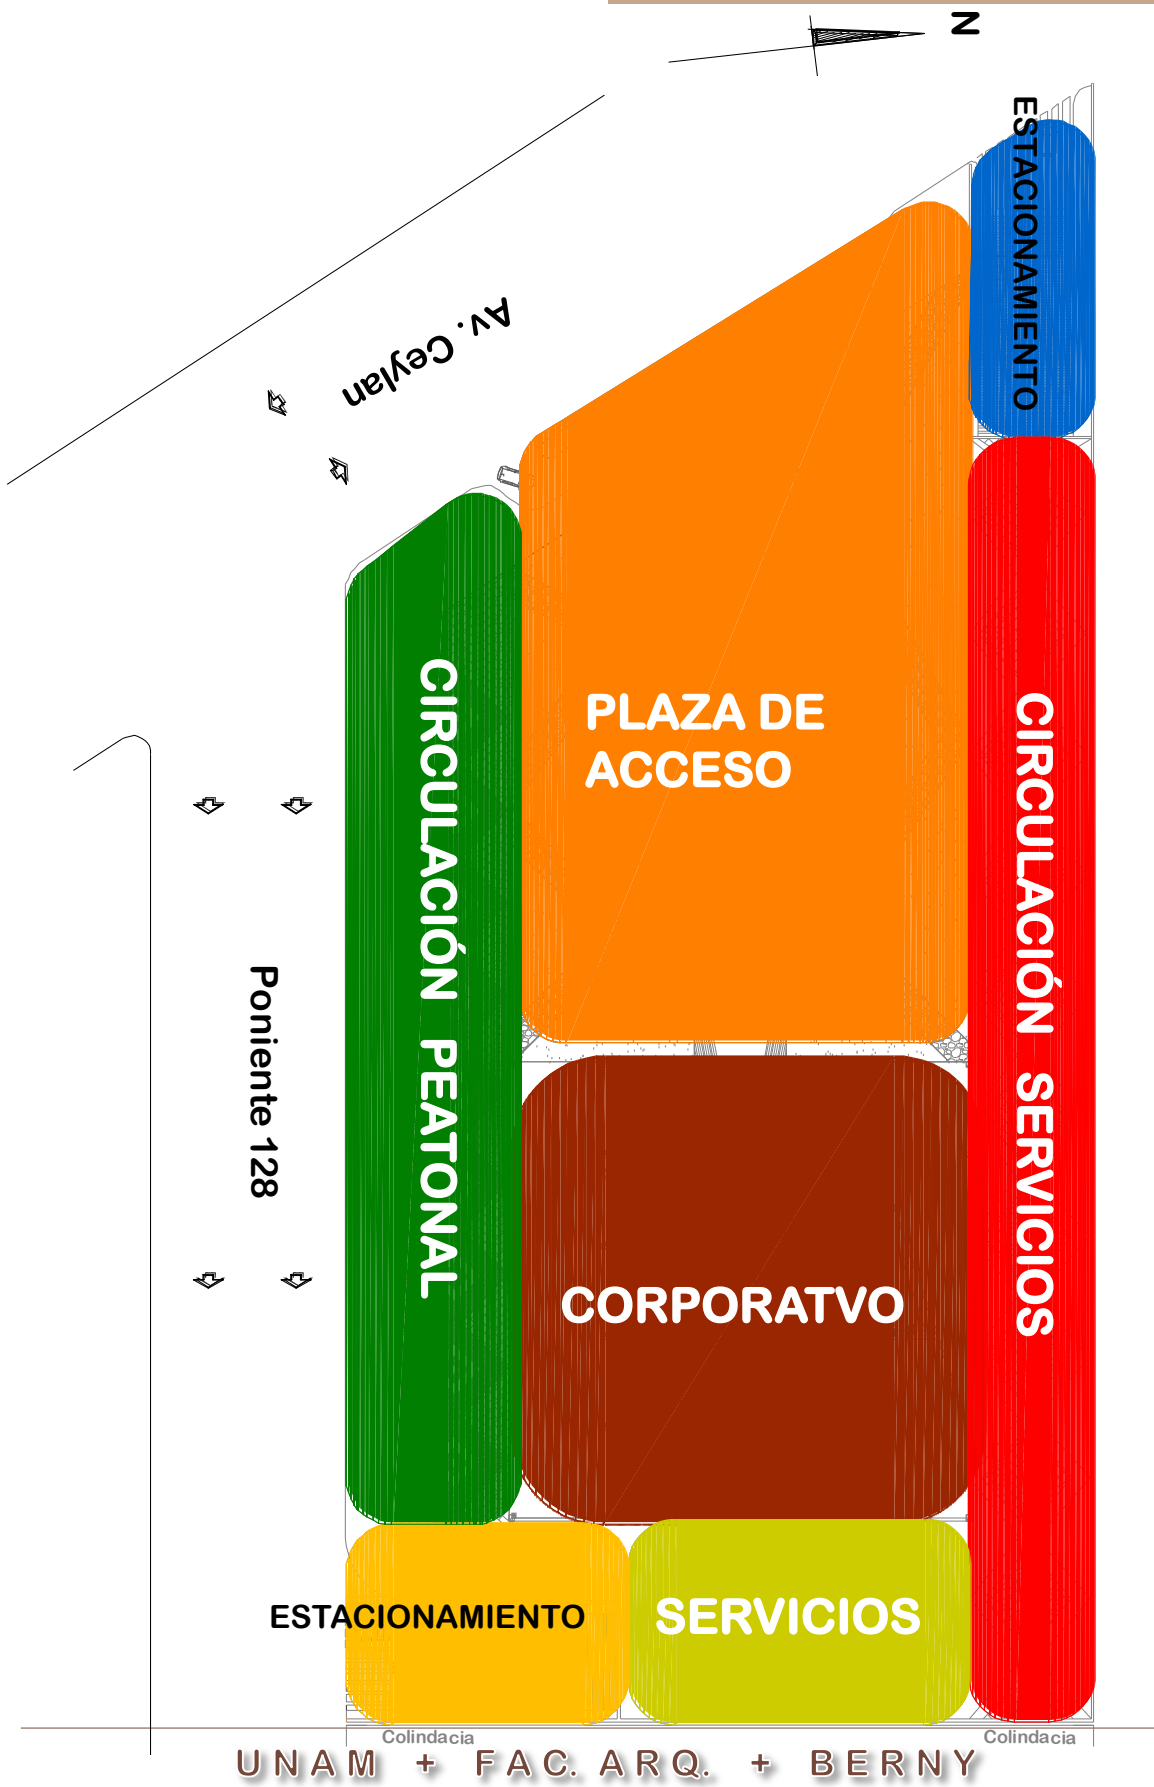 N
ESTACIONAMIENTO
Av. Ceylan
PLAZA DE
ACCESO
CIRCULACIÓN PEATONAL
CIRCULACIÓN SERVICIOS
Poniente 128
CORPORATVO
ESTACIONAMIENTO
SERVICIOS
Colindacia
Colindacia
UNAM + FAC. ARQ. + BERNY